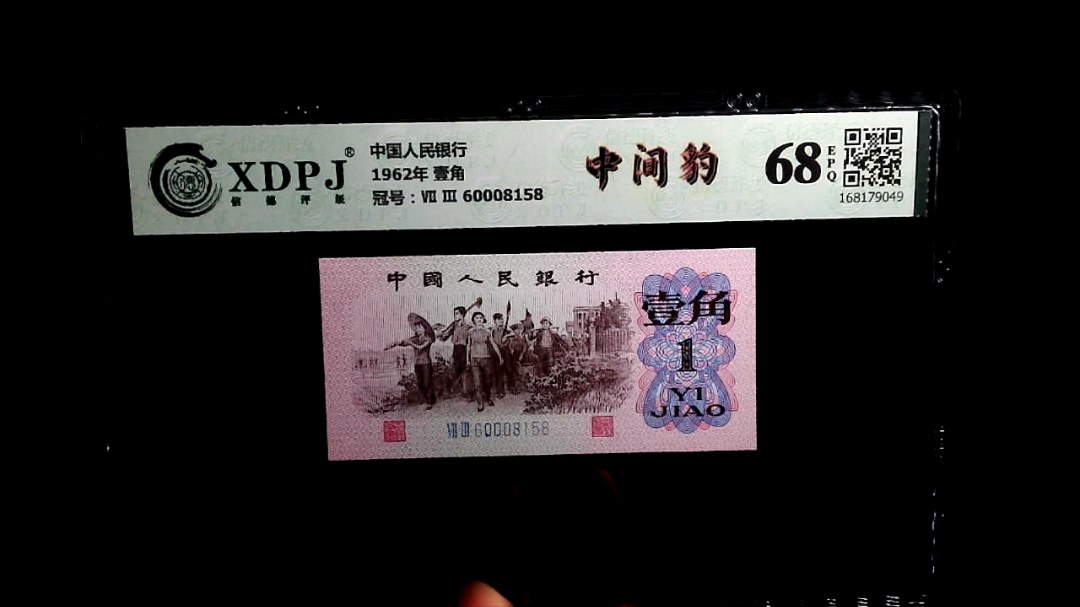 XDPJ®
信德评级
中国人民银行
1962年 壹角
冠号：Ⅶ Ⅲ 60008158
中间豹
68 EPQ
168179049
中國人民銀行
壹角
1
YI
JIAO
Ⅶ Ⅲ 60008158